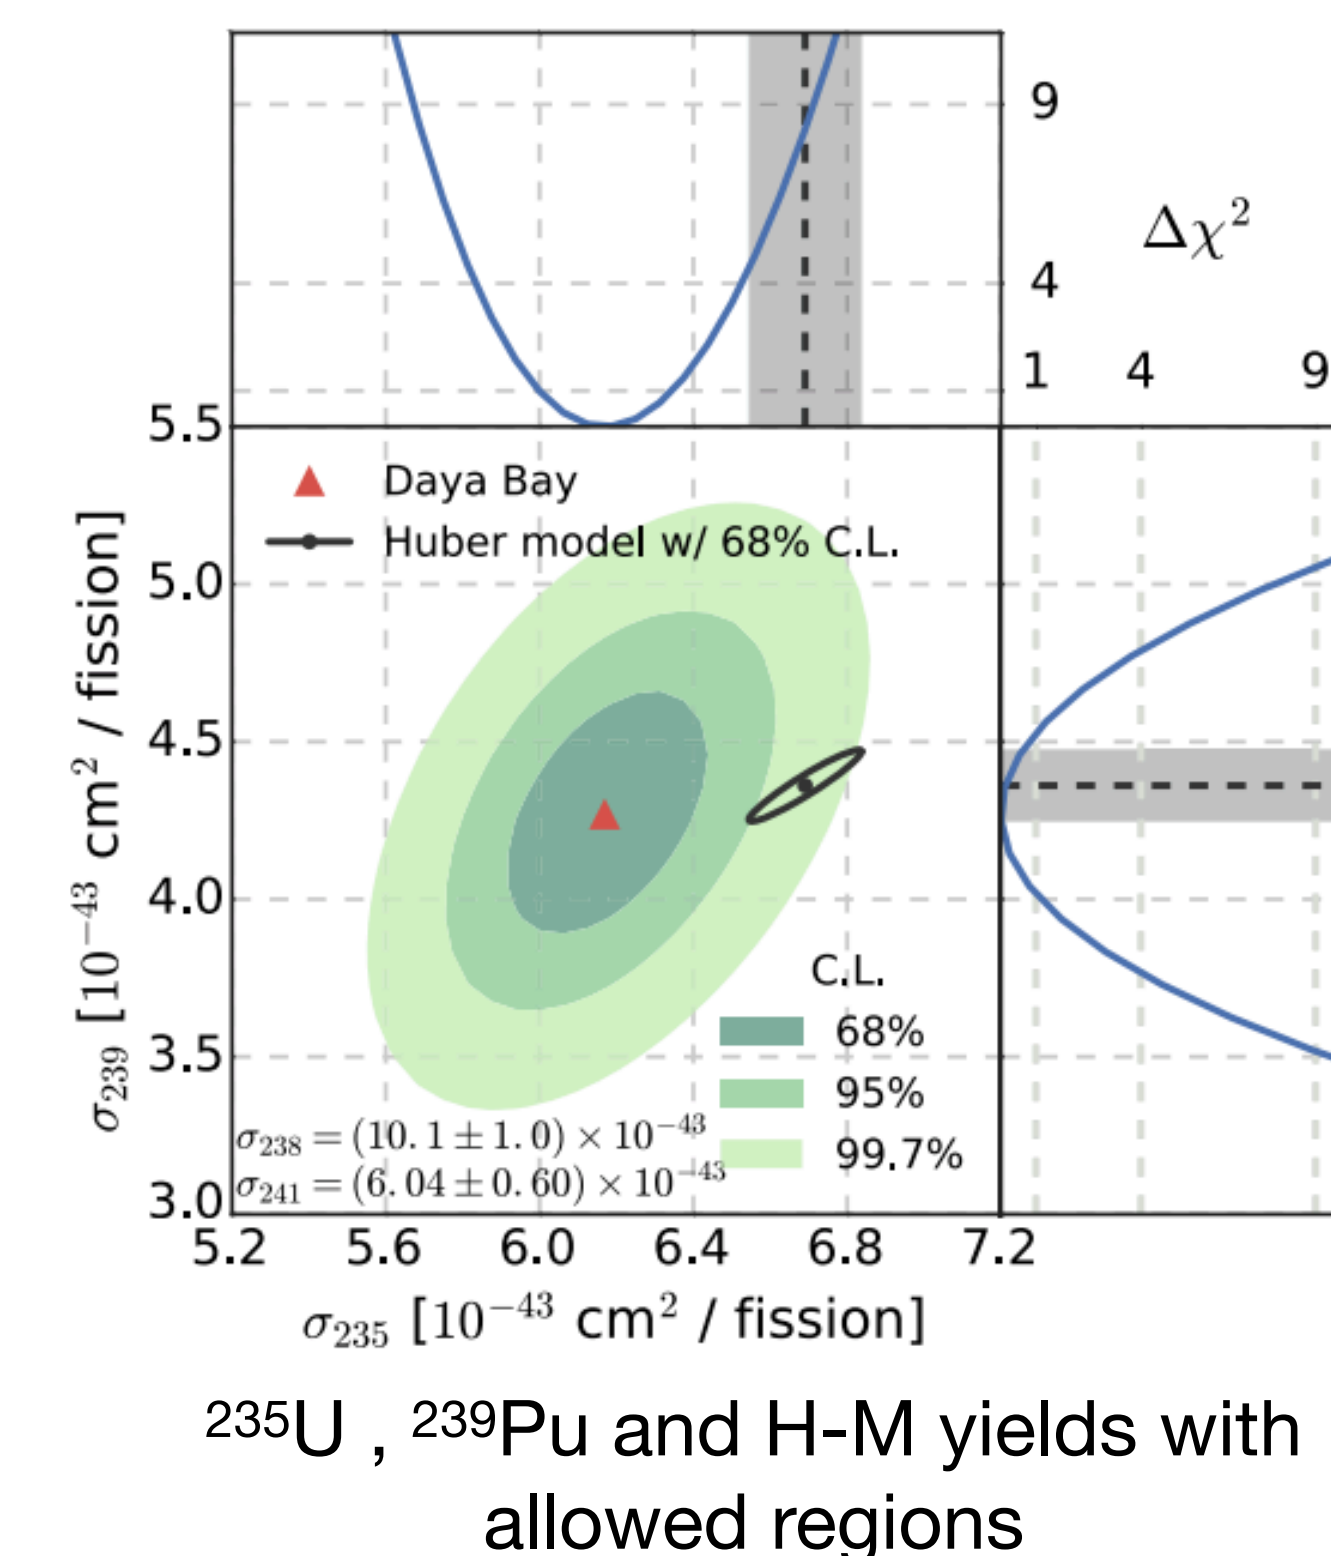 9
Δχ²
4
1 4 9
5.5
Daya Bay
Huber model w/ 68% C.L.
5.0
4.5
4.0
3.5
3.0
σ₂₃₉ [10⁻⁴³ cm² / fission]
C.L.
68%
95%
99.7%
σ₂₃₈ = (10.1 ± 1.0) × 10⁻⁴³
σ₂₄₁ = (6.04 ± 0.60) × 10⁻⁴³
5.2 5.6 6.0 6.4 6.8 7.2
σ₂₃₅ [10⁻⁴³ cm² / fission]
²³⁵U , ²³⁹Pu and H-M yields with
allowed regions